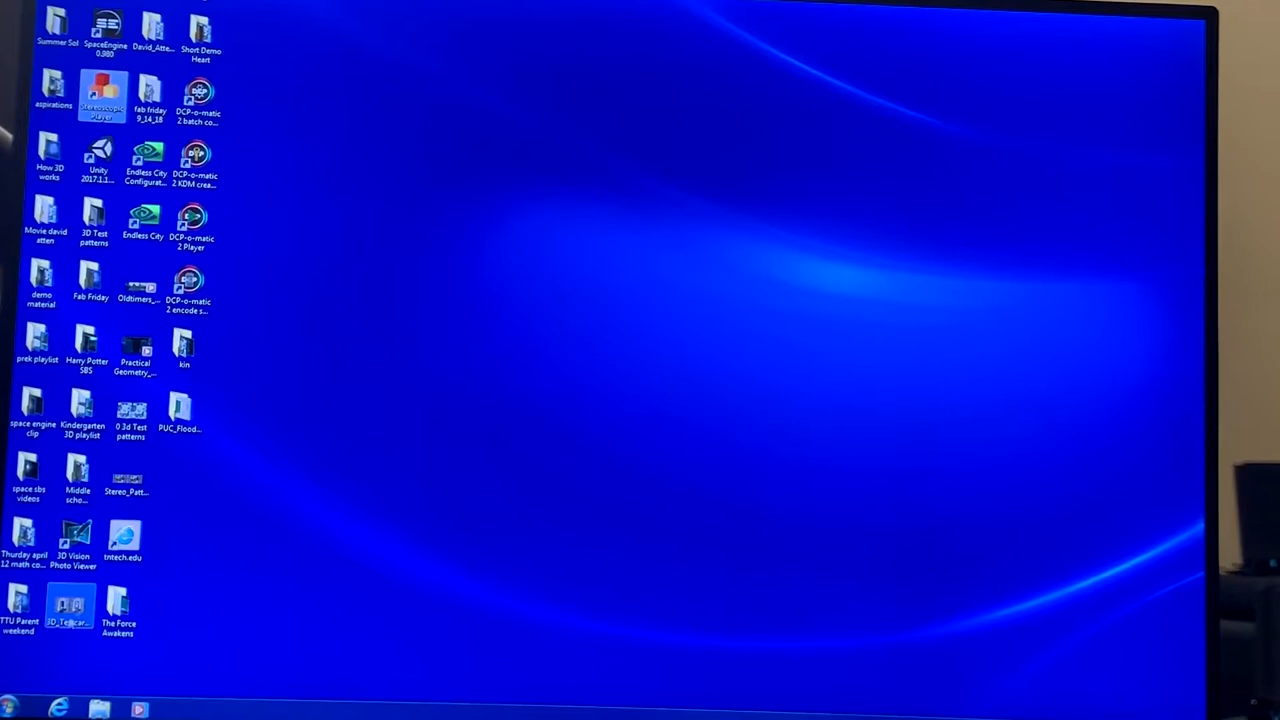 Summer Sol
SpaceEngine
0.980
David_Atte...
Short Demo
Heart
aspirations
Stereoscopic
Player
fab friday
9_14_18
DCP-o-matic
2 batch co...
How 3D
works
Unity
2017.1.1...
Endless City
Configurat...
DCP-o-matic
2 KDM crea...
Movie david
atten
3D Test
patterns
Endless City
DCP-o-matic
2 Player
demo
material
Fab Friday
Oldtimers_...
DCP-o-matic
2 encode s...
prek playlist
Harry Potter
SBS
Practical
Geometry_...
kin
space engine
clip
Kindergarten
3D playlist
0 3d Test
patterns
PUC_Flood...
space sbs
videos
Middle
scho...
Stereo_Patt...
Thurday april
12 math co...
3D Vision
Photo Viewer
tntech.edu
TTU Parent
weekend
3D_Testcar...
The Force
Awakens